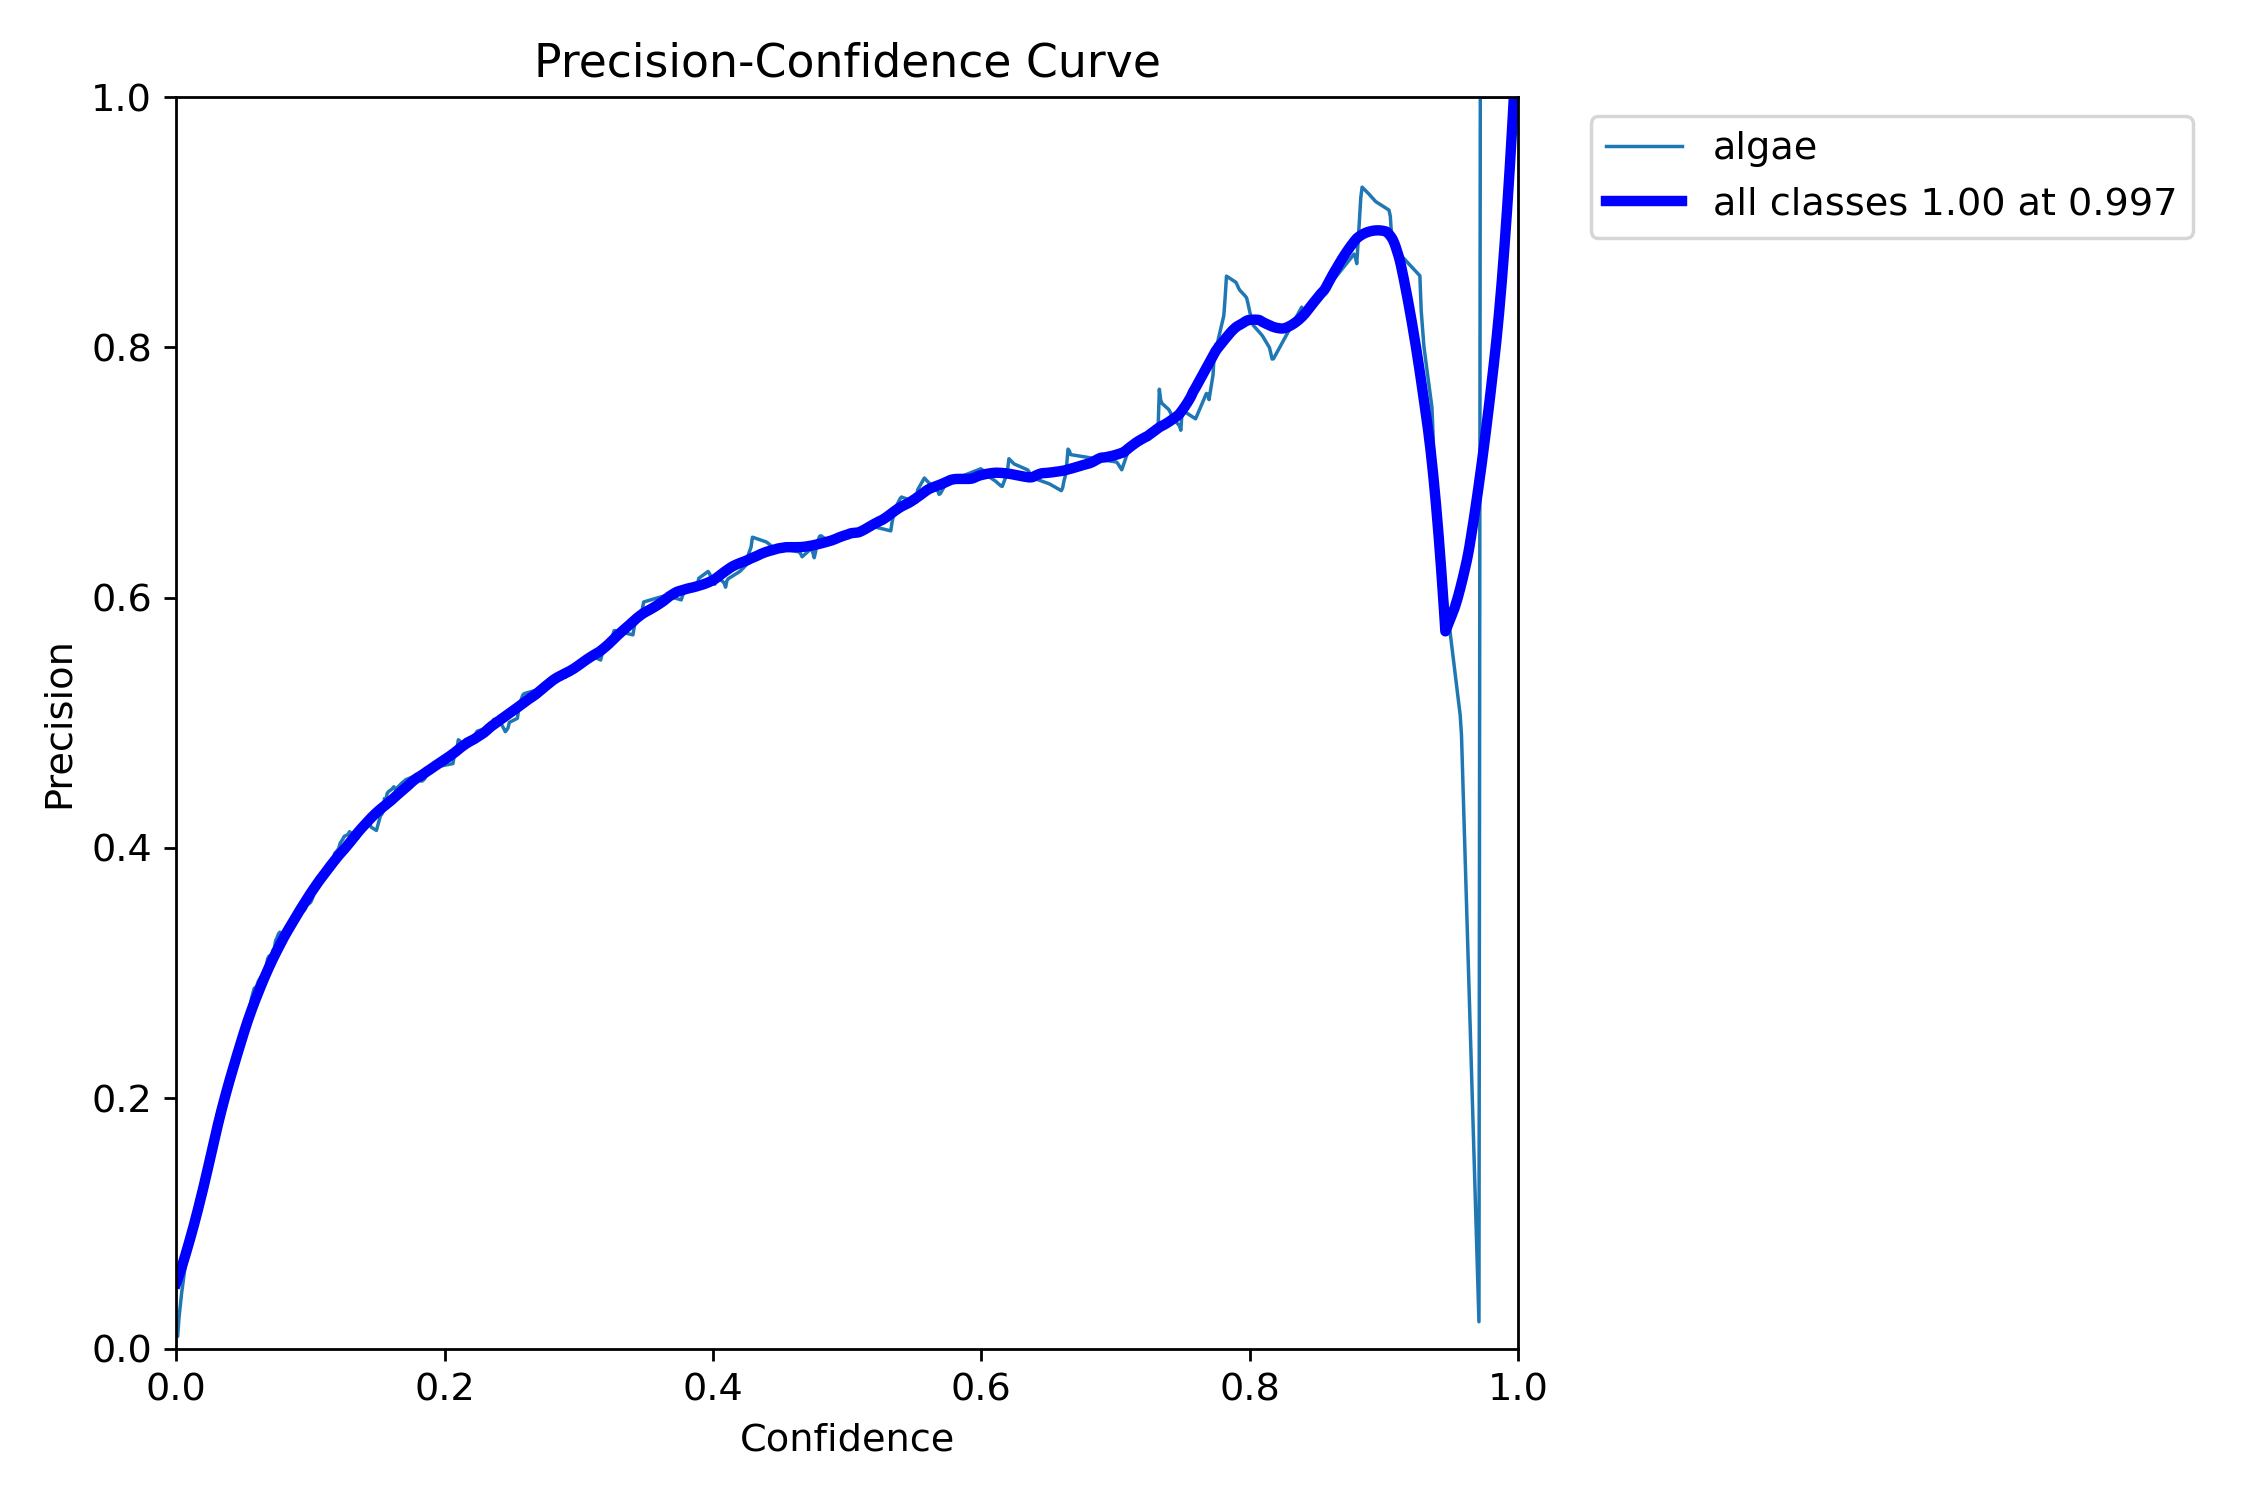 Precision-Confidence Curve
1.0
0.8
0.6
0.4
0.2
0.0
Precision
0.0 0.2 0.4 0.6 0.8 1.0
Confidence
algae
all classes 1.00 at 0.997